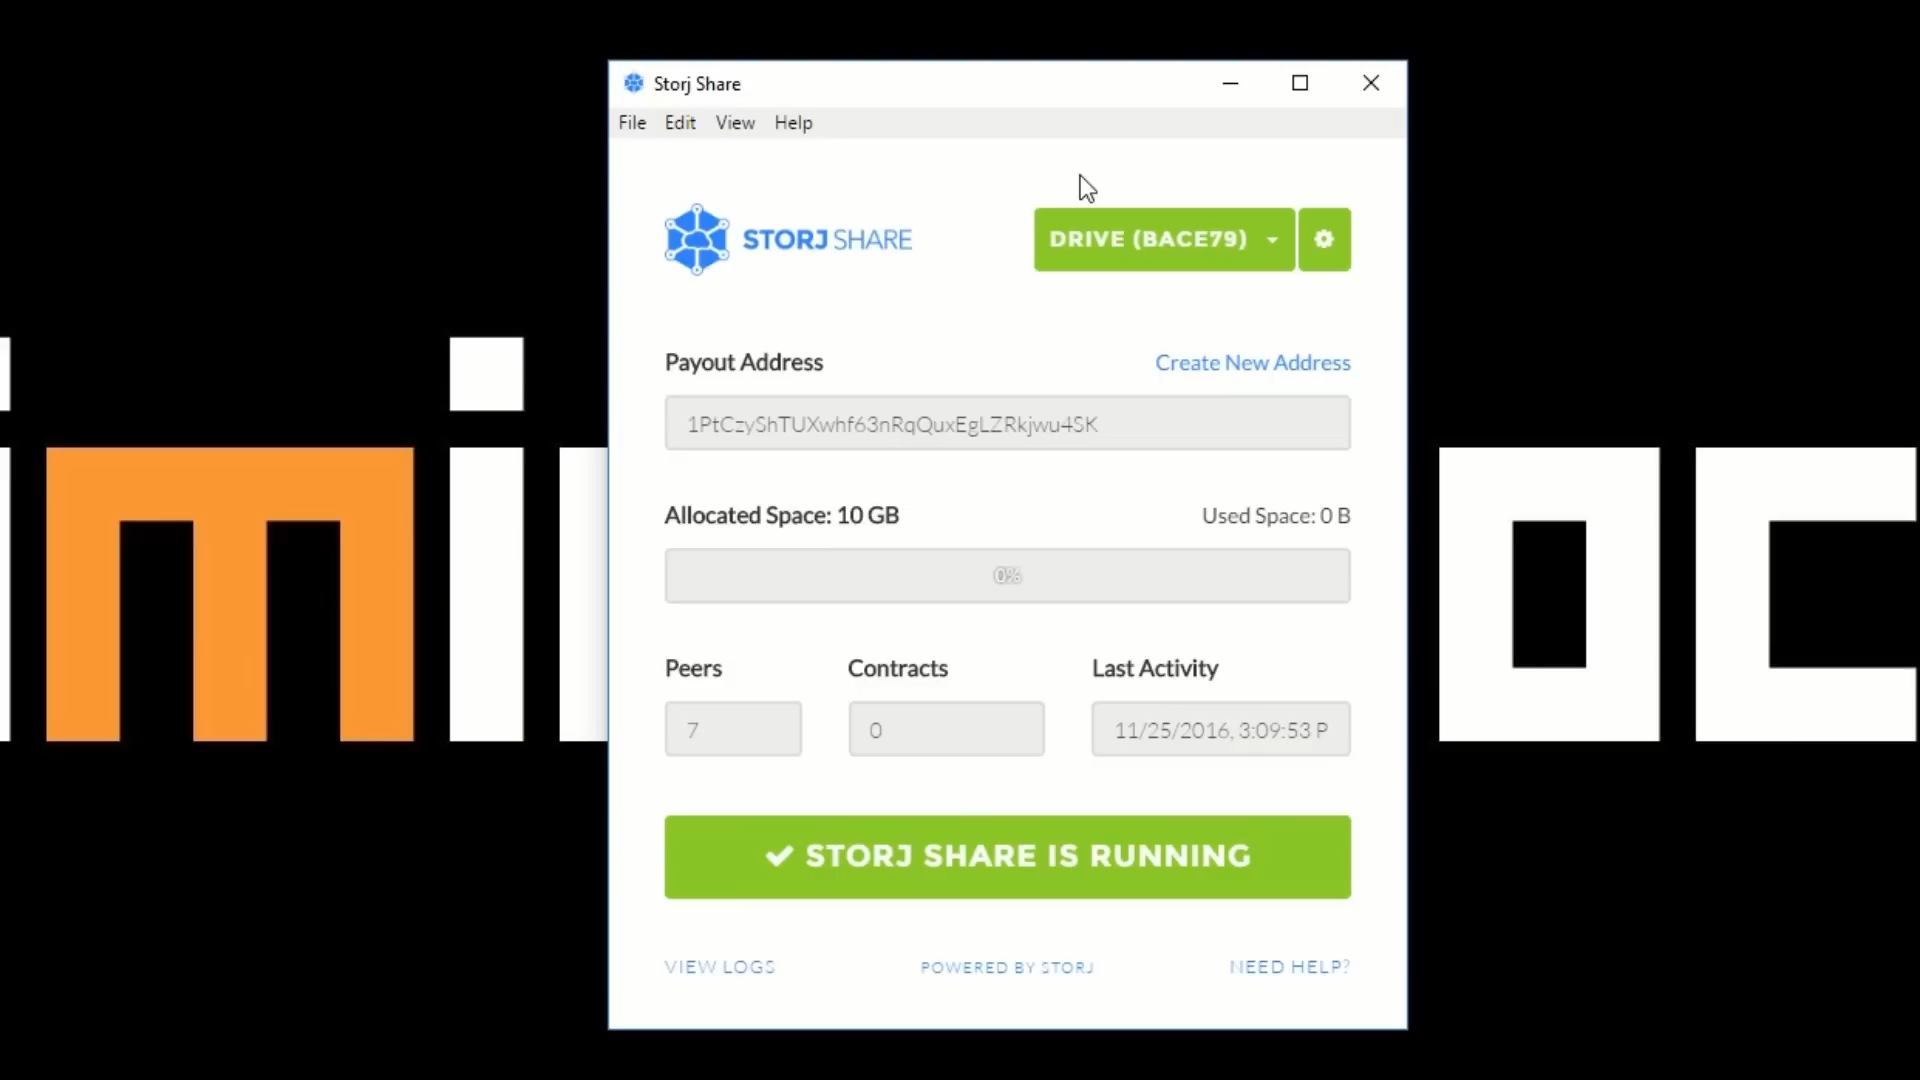 Storj Share
File Edit View Help
STORJ SHARE
DRIVE (BACE79)
Payout Address
Create New Address
1PtCzyShTUXwhf63nRqQuxEgLZRkjwu4SK
Allocated Space: 10 GB
Used Space: 0 B
0%
Peers
Contracts
Last Activity
7
0
11/25/2016, 3:09:53 P
STORJ SHARE IS RUNNING
VIEW LOGS
POWERED BY STORJ
NEED HELP?